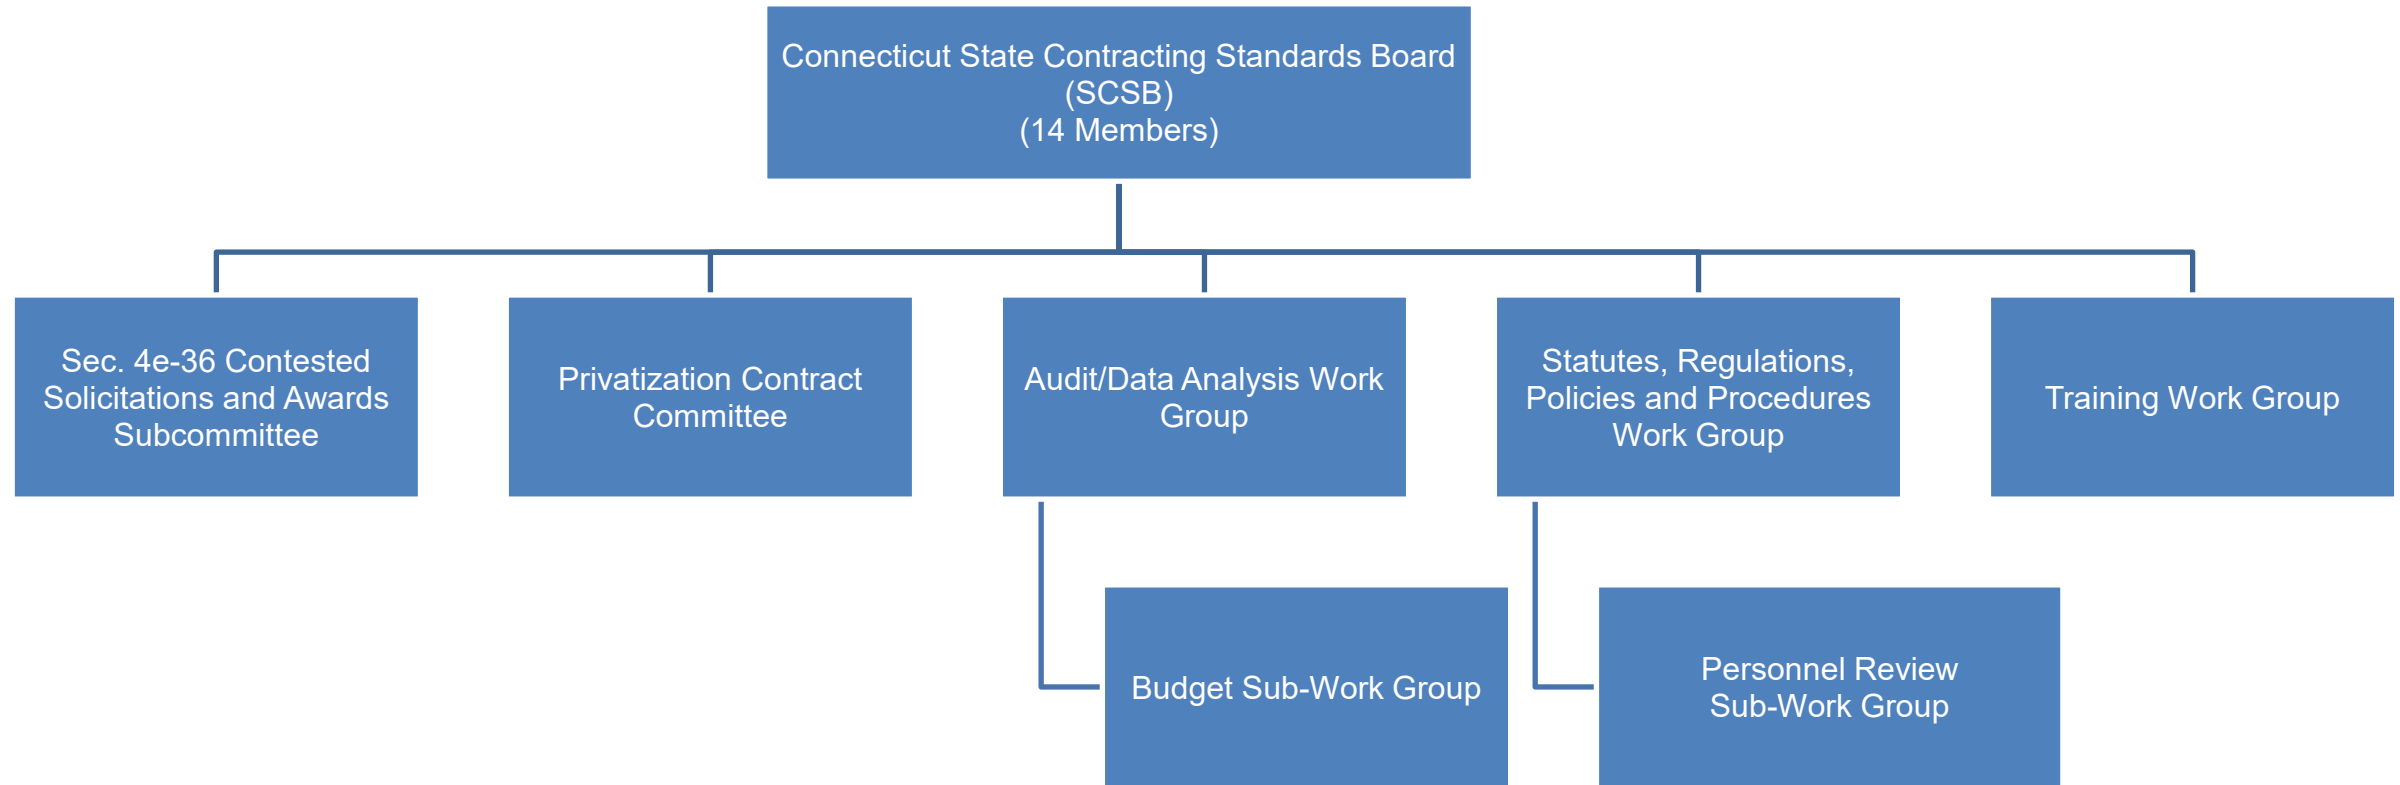 Connecticut State Contracting Standards Board
(SCSB)
(14 Members)
Sec. 4e-36 Contested
Solicitations and Awards
Subcommittee
Privatization Contract
Committee
Audit/Data Analysis Work
Group
Statutes, Regulations,
Policies and Procedures
Work Group
Training Work Group
Budget Sub-Work Group
Personnel Review
Sub-Work Group